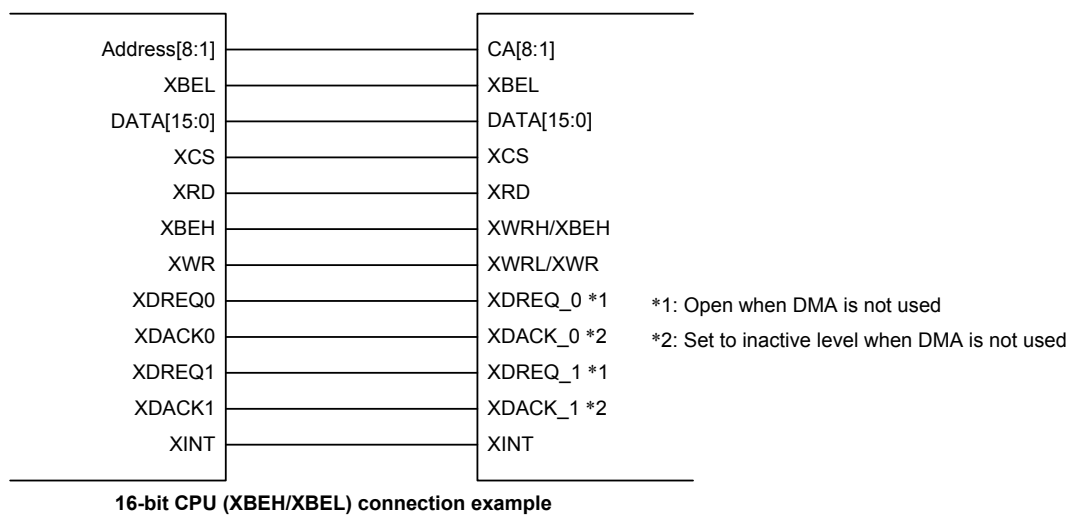 Address[8:1] CA[8:1]
XBEL XBEL
DATA[15:0] DATA[15:0]
XCS XCS
XRD XRD
XBEH XWRH/XBEH
XWR XWRL/XWR
XDREQ0 XDREQ_0 *1 *1: Open when DMA is not used
XDACK0 XDACK_0 *2 *2: Set to inactive level when DMA is not used
XDREQ1 XDREQ_1 *1
XDACK1 XDACK_1 *2
XINT XINT
16-bit CPU (XBEH/XBEL) connection example